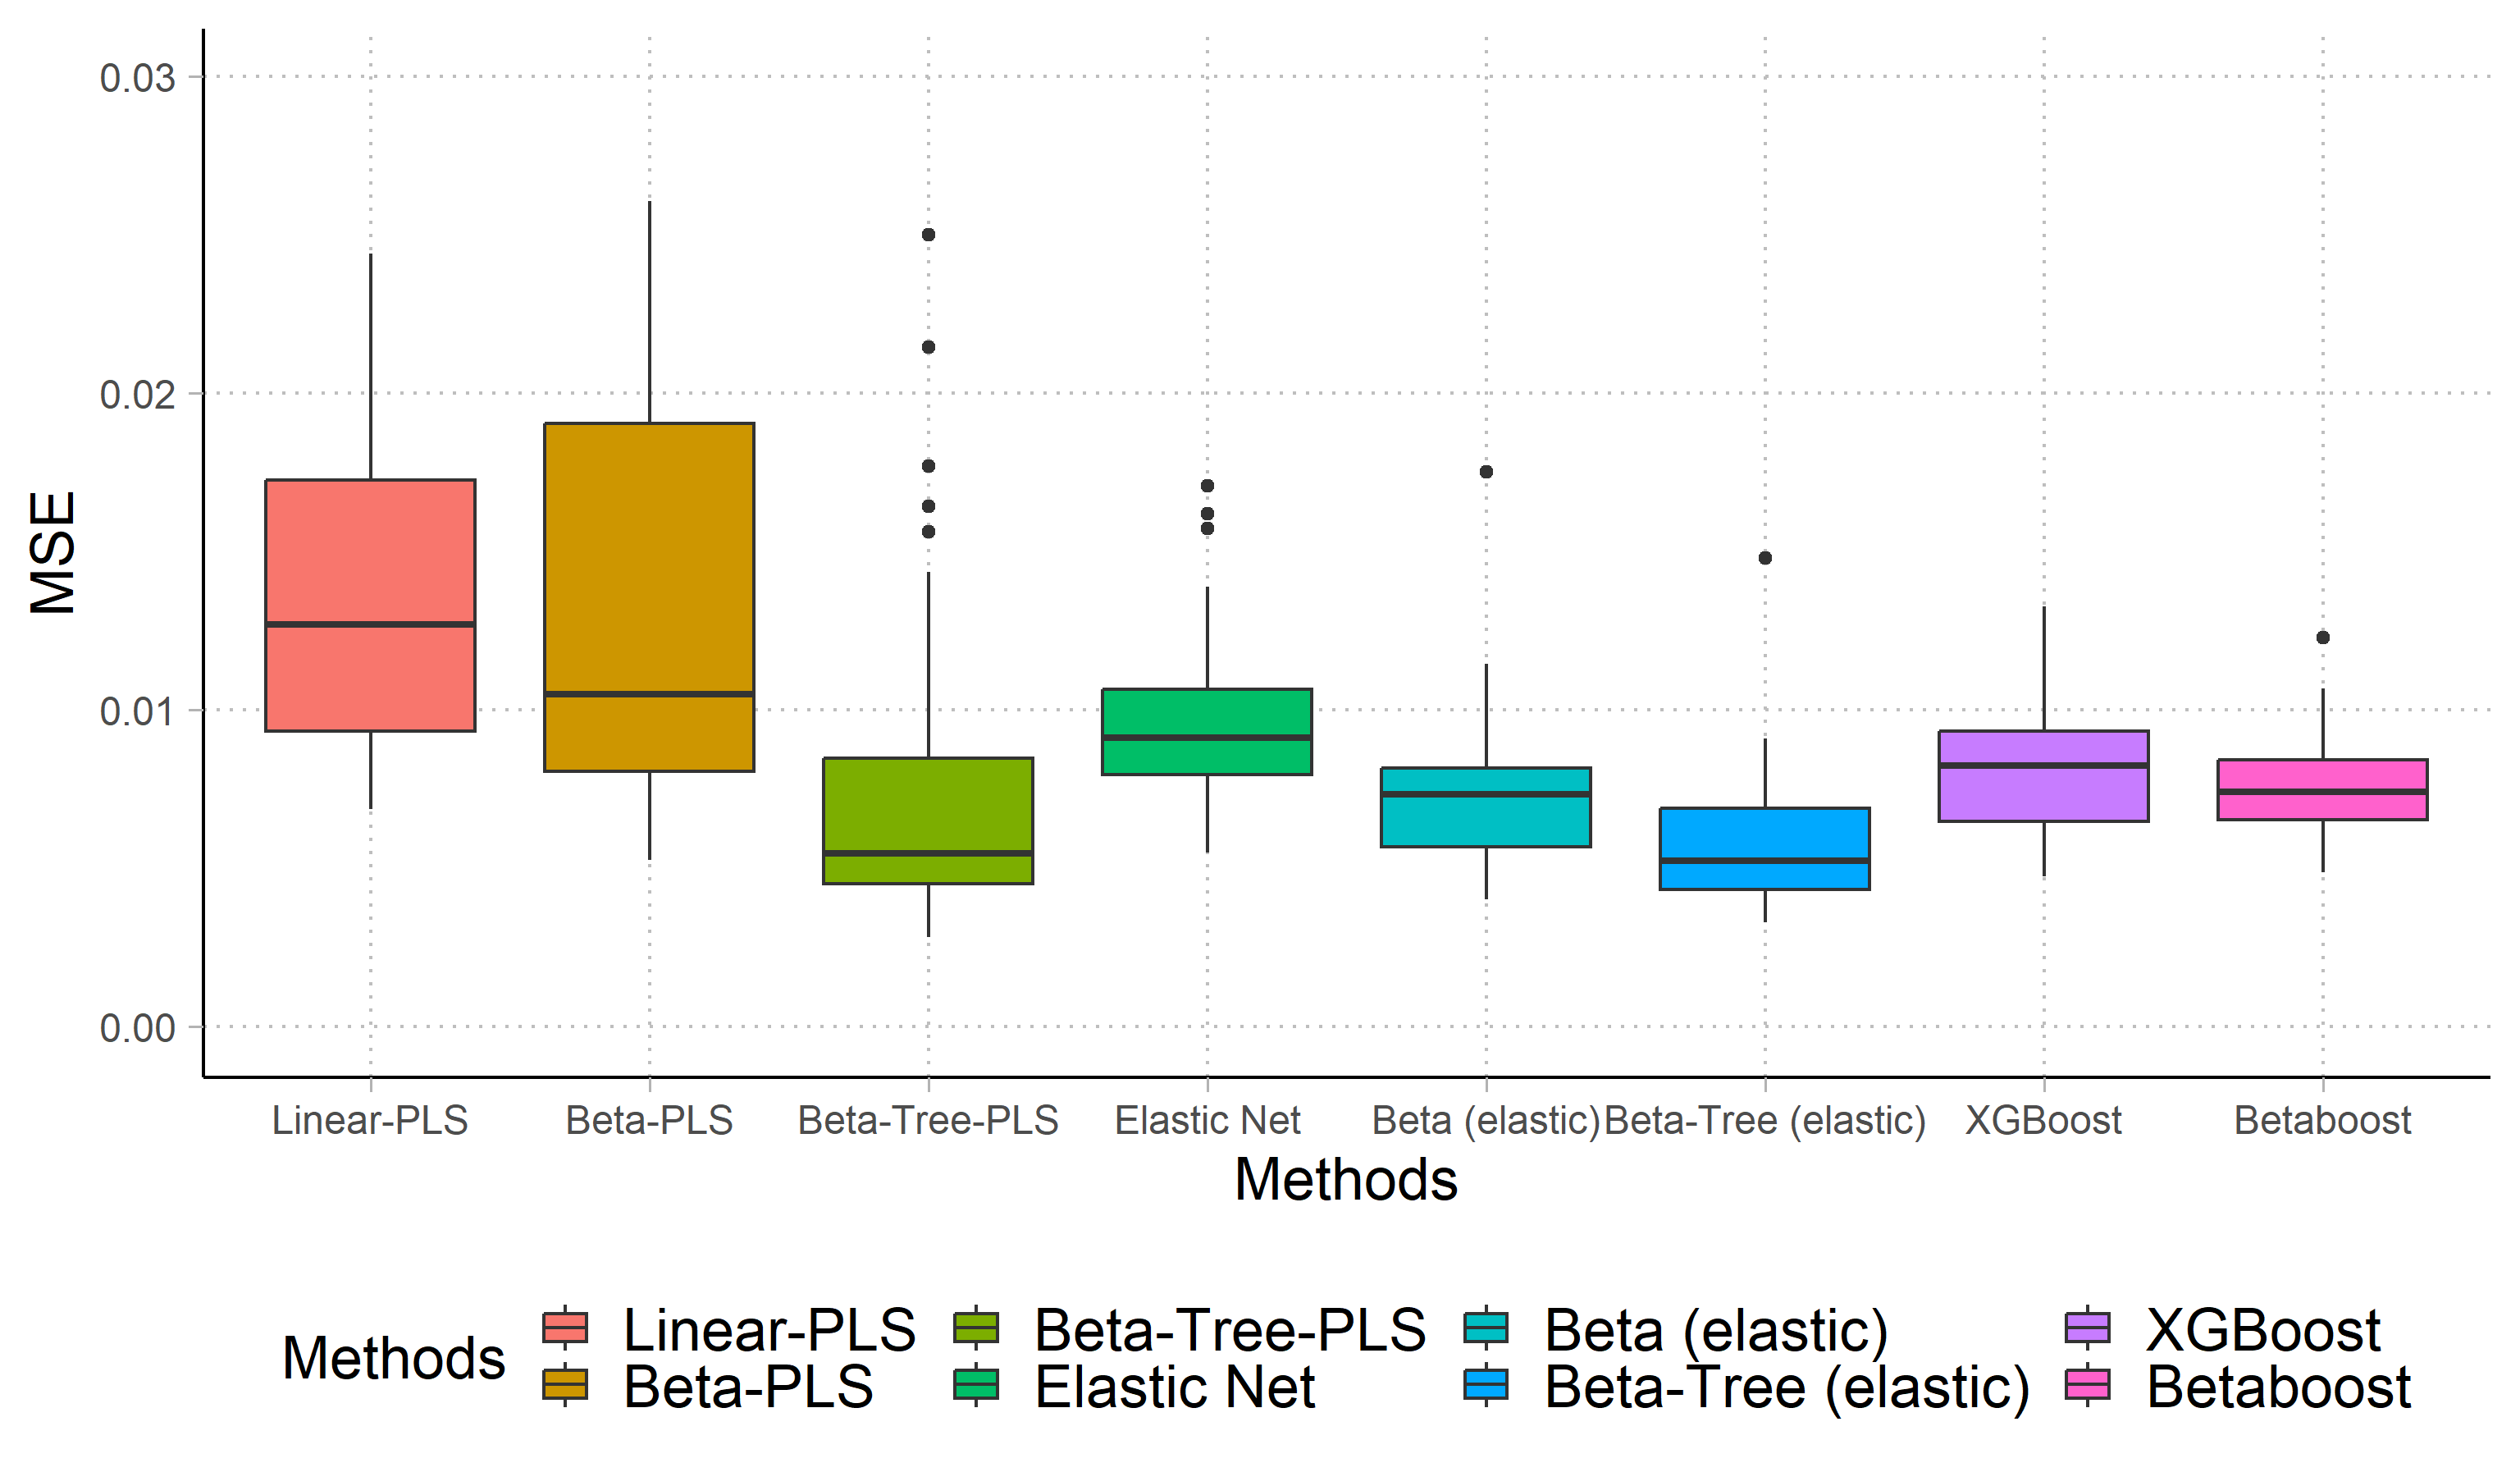 0.03
0.02
0.01
0.00
MSE
Linear-PLS Beta-PLS Beta-Tree-PLS Elastic Net Beta (elastic) Beta-Tree (elastic) XGBoost Betaboost
Methods
Methods
Linear-PLS Beta-Tree-PLS Beta (elastic) XGBoost
Beta-PLS Elastic Net Beta-Tree (elastic) Betaboost